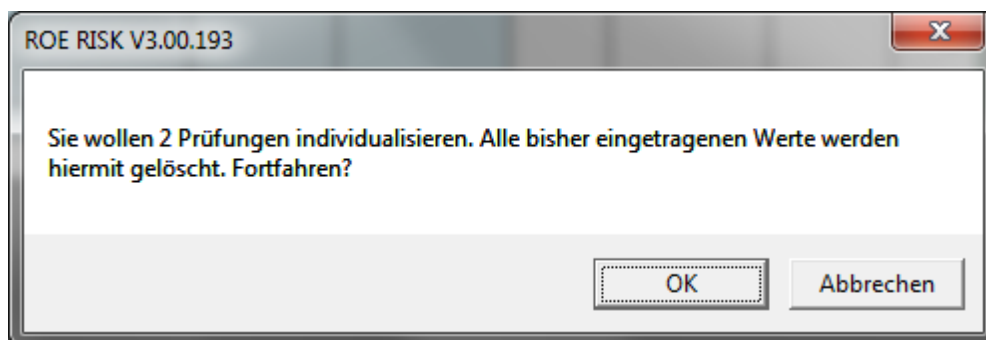 ROE RISK V3.00.193
Sie wollen 2 Prüfungen individualisieren. Alle bisher eingetragenen Werte werden
hiermit gelöscht. Fortfahren?
OK
Abbrechen